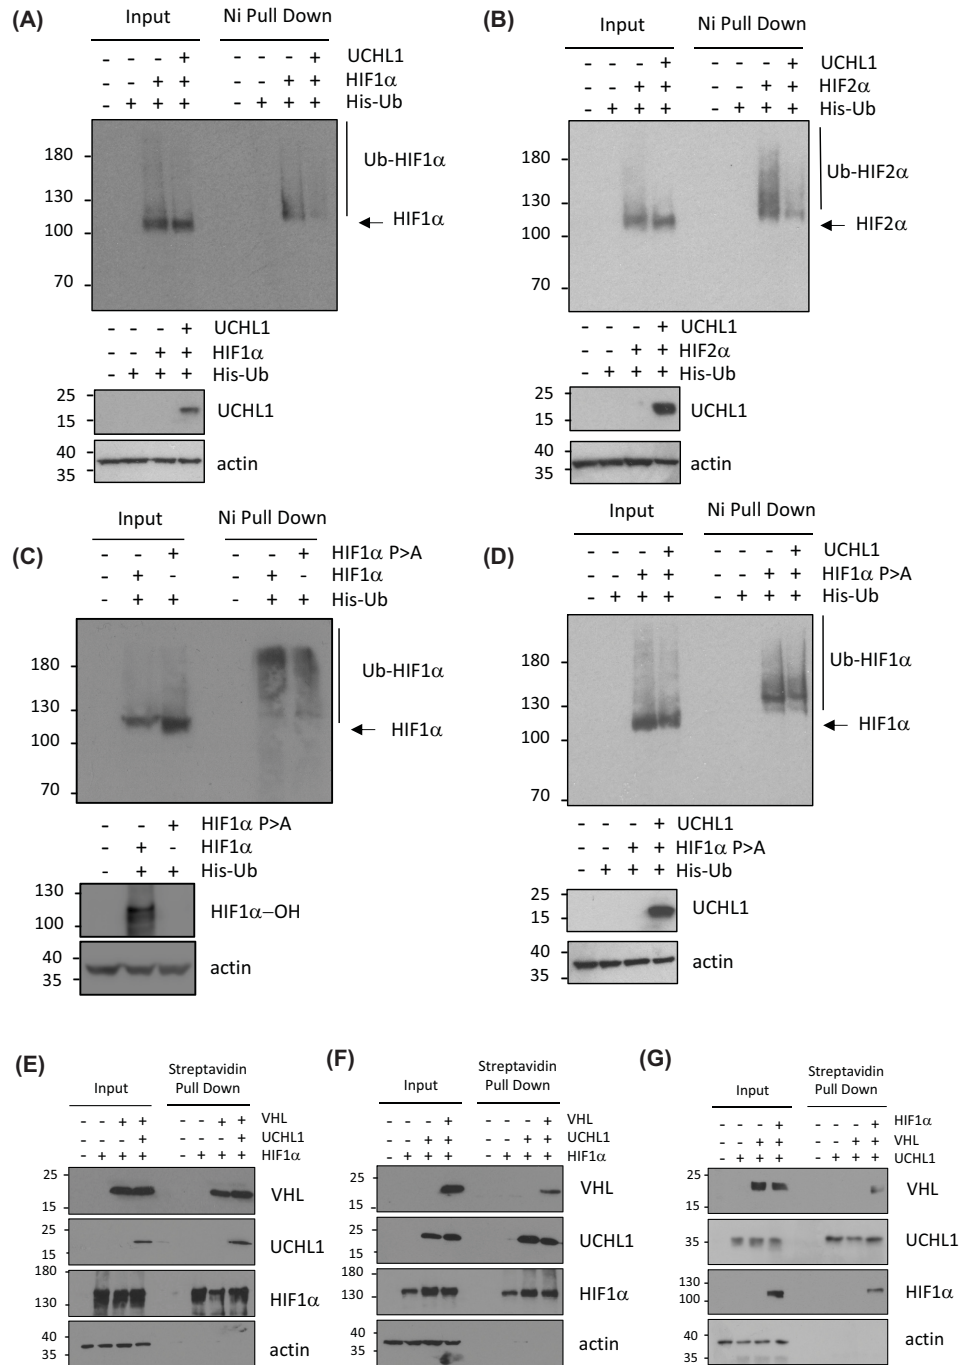 (A)
Input Ni Pull Down
- - - + - - - + UCHL1
- - + + - - + + HIF1α
- + + + - + + + His-Ub
180
130
100
70
Ub-HIF1α
HIF1α
- - - + UCHL1
- - + + HIF1α
- + + + His-Ub
25
15
UCHL1
40
35
actin
(B)
Input Ni Pull Down
- - - + - - - + UCHL1
- - + + - - + + HIF2α
- + + + - + + + His-Ub
180
130
100
70
Ub-HIF2α
HIF2α
- - - + UCHL1
- - + + HIF2α
- + + + His-Ub
25
15
UCHL1
40
35
actin
(C)
Input Ni Pull Down
- - + - - + HIF1α P>A
- + - - + - HIF1α
- + + - + + His-Ub
180
130
100
70
Ub-HIF1α
HIF1α
- - + HIF1α P>A
- + - HIF1α
- + + His-Ub
130
100
HIF1α–OH
40
35
actin
(D)
Input Ni Pull Down
- - - + - - - + UCHL1
- - + + - - + + HIF1α P>A
- + + + - + + + His-Ub
180
130
100
70
Ub-HIF1α
HIF1α
- - - + UCHL1
- - + + HIF1α P>A
- + + + His-Ub
25
15
UCHL1
40
35
actin
(E)
Input Streptavidin
Pull Down
- - + + - - + + VHL
- - - + - - - + UCHL1
- + + + - + + + HIF1α
25
15
VHL
25
15
UCHL1
180
130
HIF1α
40
35
actin
(F)
Input Streptavidin
Pull Down
- - - + - - - + VHL
- - + + - - + + UCHL1
- + + + - + + + HIF1α
25
15
VHL
25
15
UCHL1
180
130
HIF1α
40
35
actin
(G)
Input Streptavidin
Pull Down
- - - + - - - + HIF1α
- - + + - - + + VHL
- + + + - + + + UCHL1
25
15
VHL
35
UCHL1
130
100
HIF1α
40
35
actin